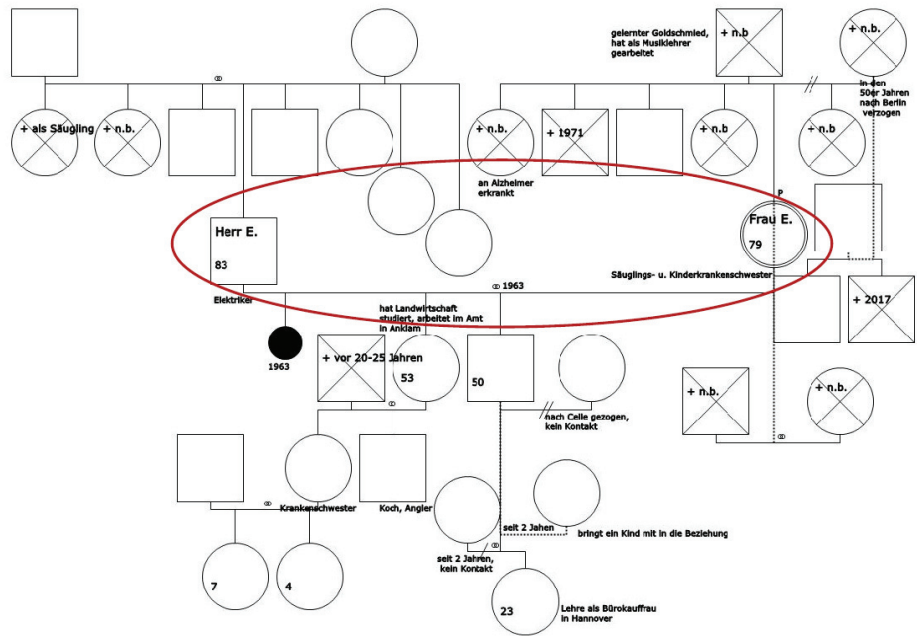 gelernter Goldschmied,
hat als Musiklehrer
gearbeitet
+ n.b
+ n.b.
in den
50er Jahren
nach Berlin
verzogen
+ als Säugling
+ n.b.
+ n.b.
+ 1971
+ n.b
+ n.b
an Alzheimer
erkrankt
P
Herr E.
83
Elektriker
Frau E.
79
Säuglings- u. Kinderkrankenschwester
⚭
⚭ 1963
+ 2017
hat Landwirtschaft
studiert, arbeitet im Amt
in Anklam
1963
+ vor 20-25 Jahren
53
50
⚭
nach Celle gezogen,
kein Kontakt
+ n.b.
+ n.b.
⚭
Krankenschwester
Koch, Angler
⚭
seit 2 Jahen
bringt ein Kind mit in die Beziehung
⚭
seit 2 Jahren,
kein Kontakt
7
4
23
Lehre als Bürokauffrau
in Hannover